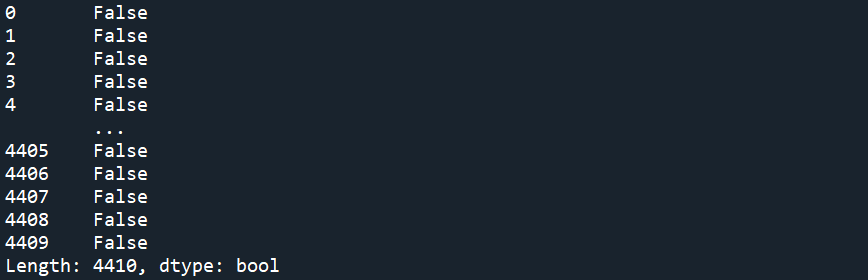 0       False
1       False
2       False
3       False
4       False
        ...
4405    False
4406    False
4407    False
4408    False
4409    False
Length: 4410, dtype: bool